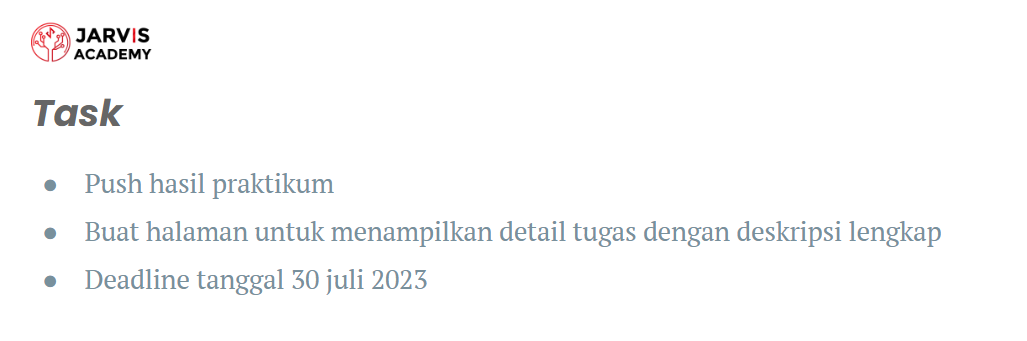 JARVIS
ACADEMY
Task
● Push hasil praktikum
● Buat halaman untuk menampilkan detail tugas dengan deskripsi lengkap
● Deadline tanggal 30 juli 2023